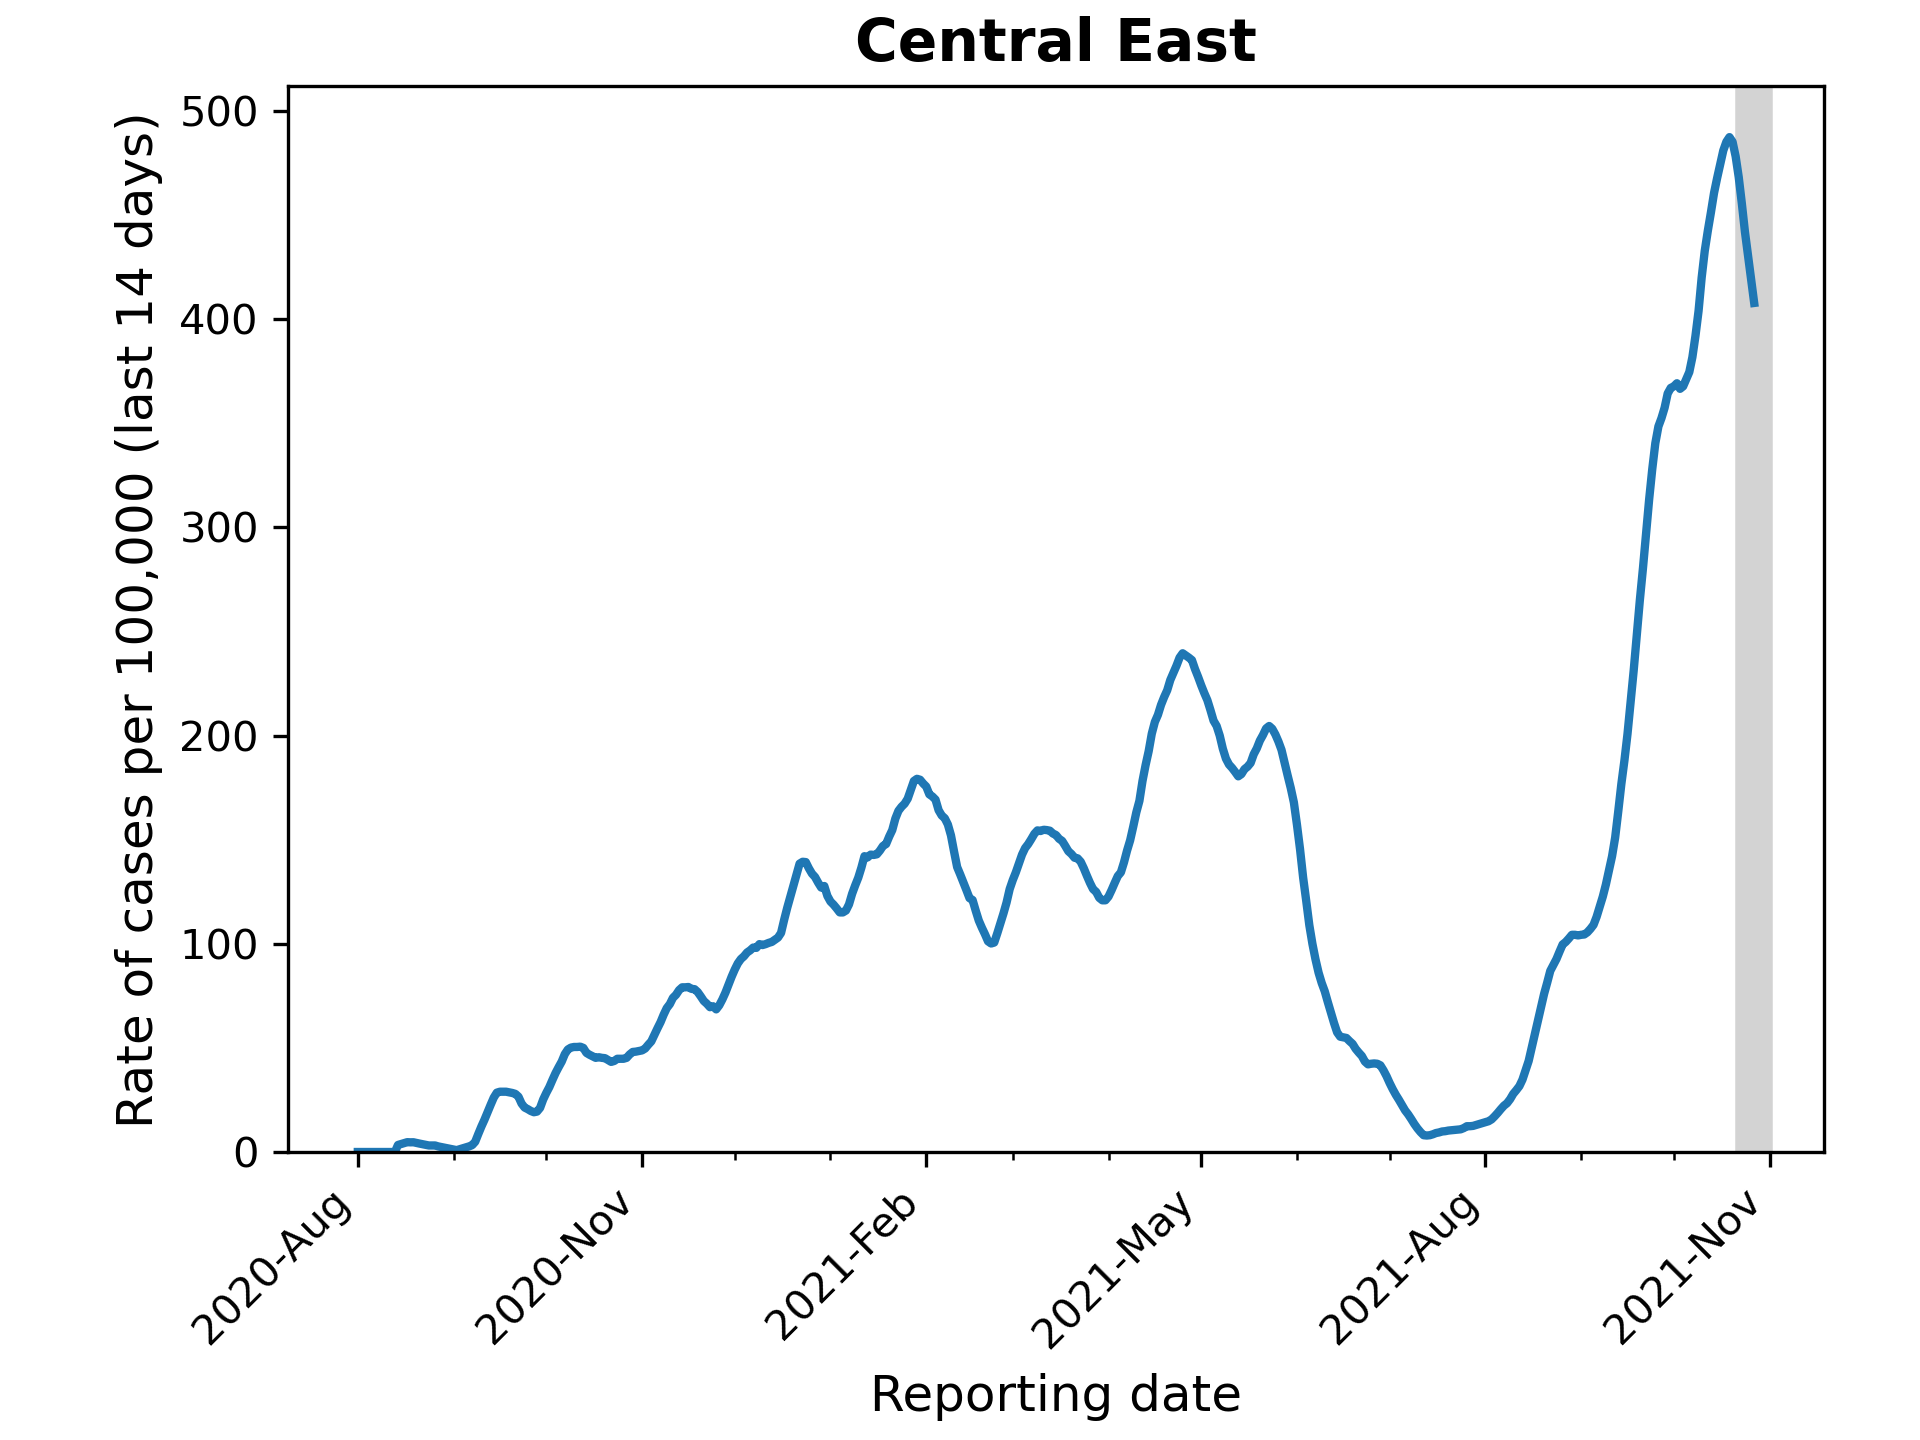 Central East
Rate of cases per 100,000 (last 14 days)
500
400
300
200
100
0
2020-Aug
2020-Nov
2021-Feb
2021-May
2021-Aug
2021-Nov
Reporting date